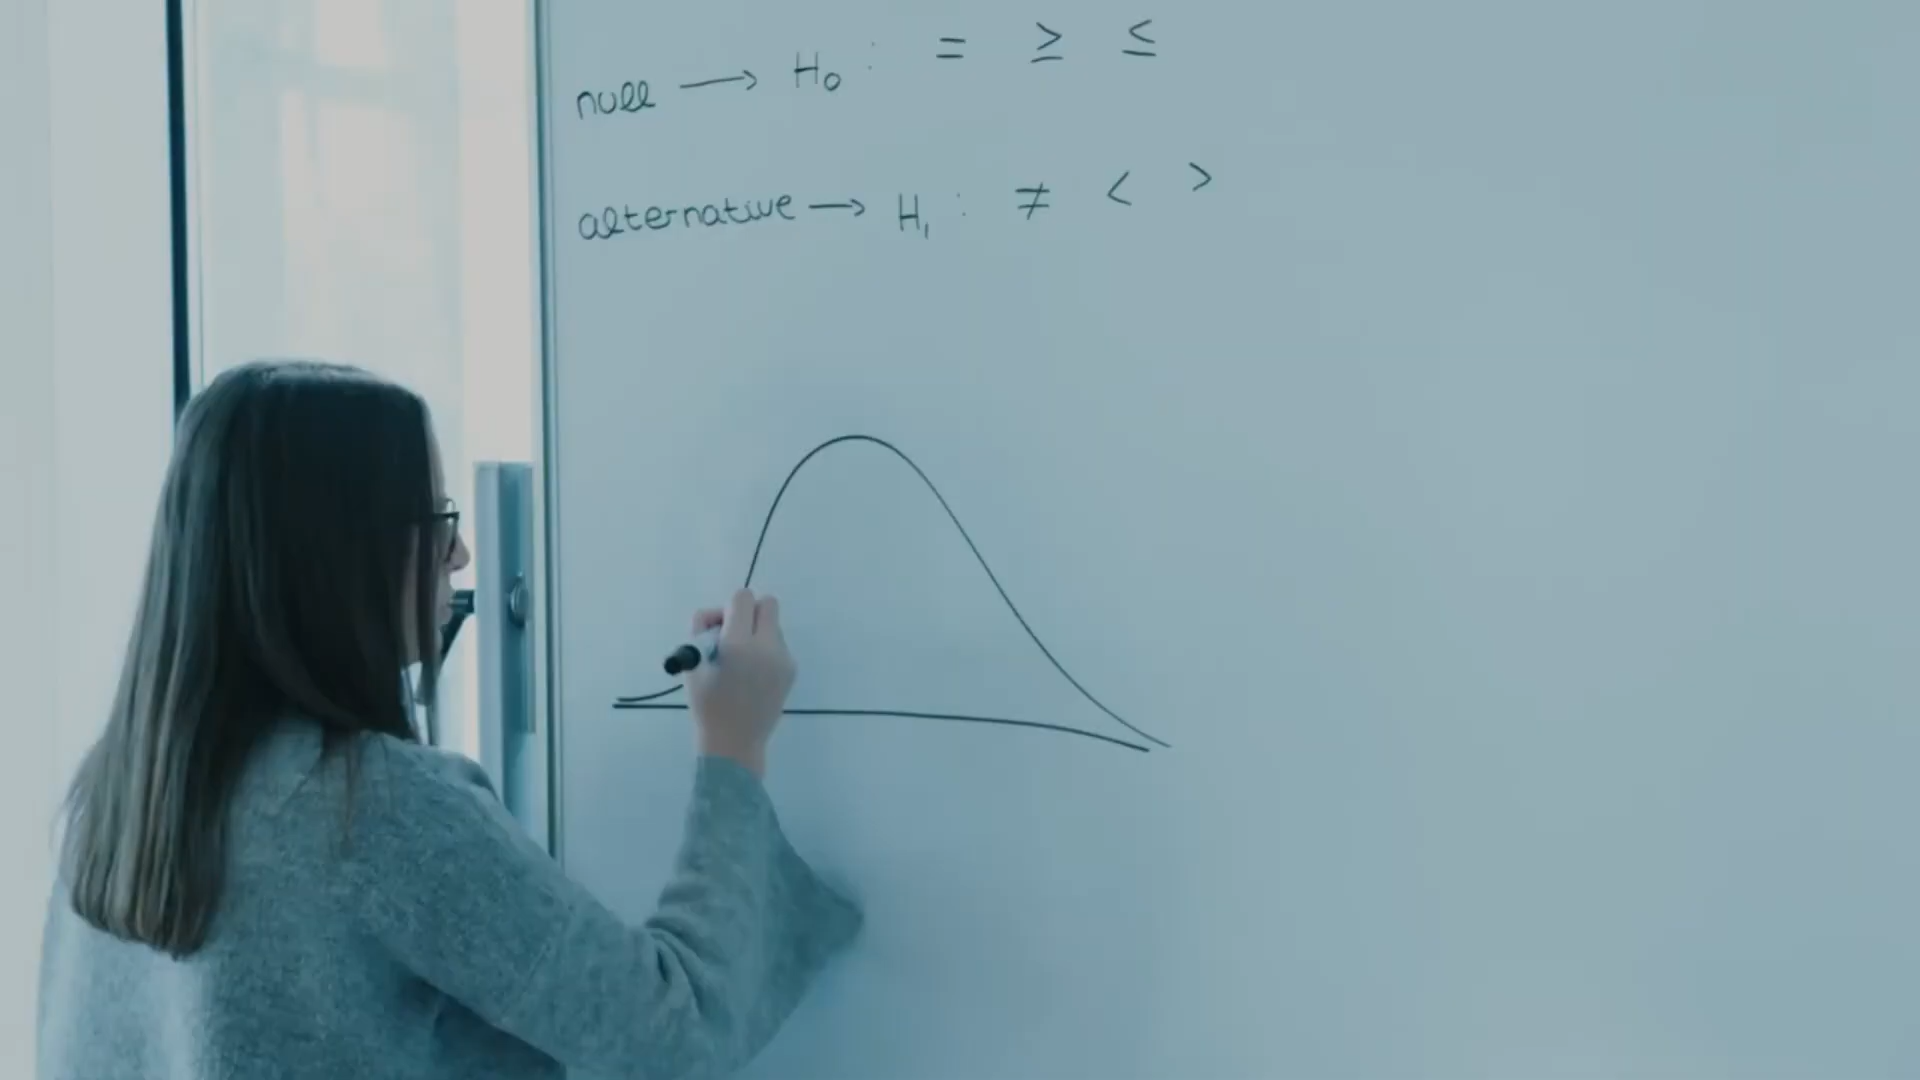 null → H₀ : = ≥ ≤
alternative → H₁ : ≠ < >